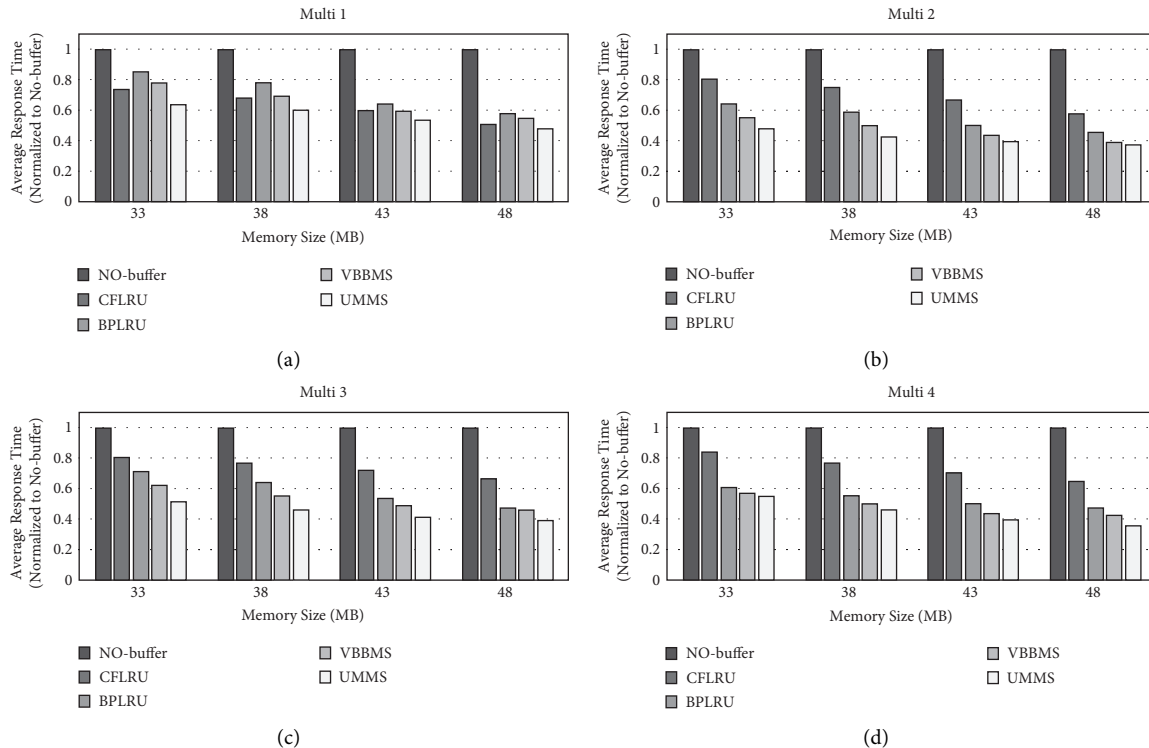 Multi 1
Average Response Time
(Normalized to No-buffer)
1
0.8
0.6
0.4
0.2
0
33 38 43 48
Memory Size (MB)
NO-buffer
CFLRU
BPLRU
VBBMS
UMMS
(a)
Multi 2
Average Response Time
(Normalized to No-buffer)
1
0.8
0.6
0.4
0.2
0
33 38 43 48
Memory Size (MB)
NO-buffer
CFLRU
BPLRU
VBBMS
UMMS
(b)
Multi 3
Average Response Time
(Normalized to No-buffer)
1
0.8
0.6
0.4
0.2
0
33 38 43 48
Memory Size (MB)
NO-buffer
CFLRU
BPLRU
VBBMS
UMMS
(c)
Multi 4
Average Response Time
(Normalized to No-buffer)
1
0.8
0.6
0.4
0.2
0
33 38 43 48
Memory Size (MB)
NO-buffer
CFLRU
BPLRU
VBBMS
UMMS
(d)